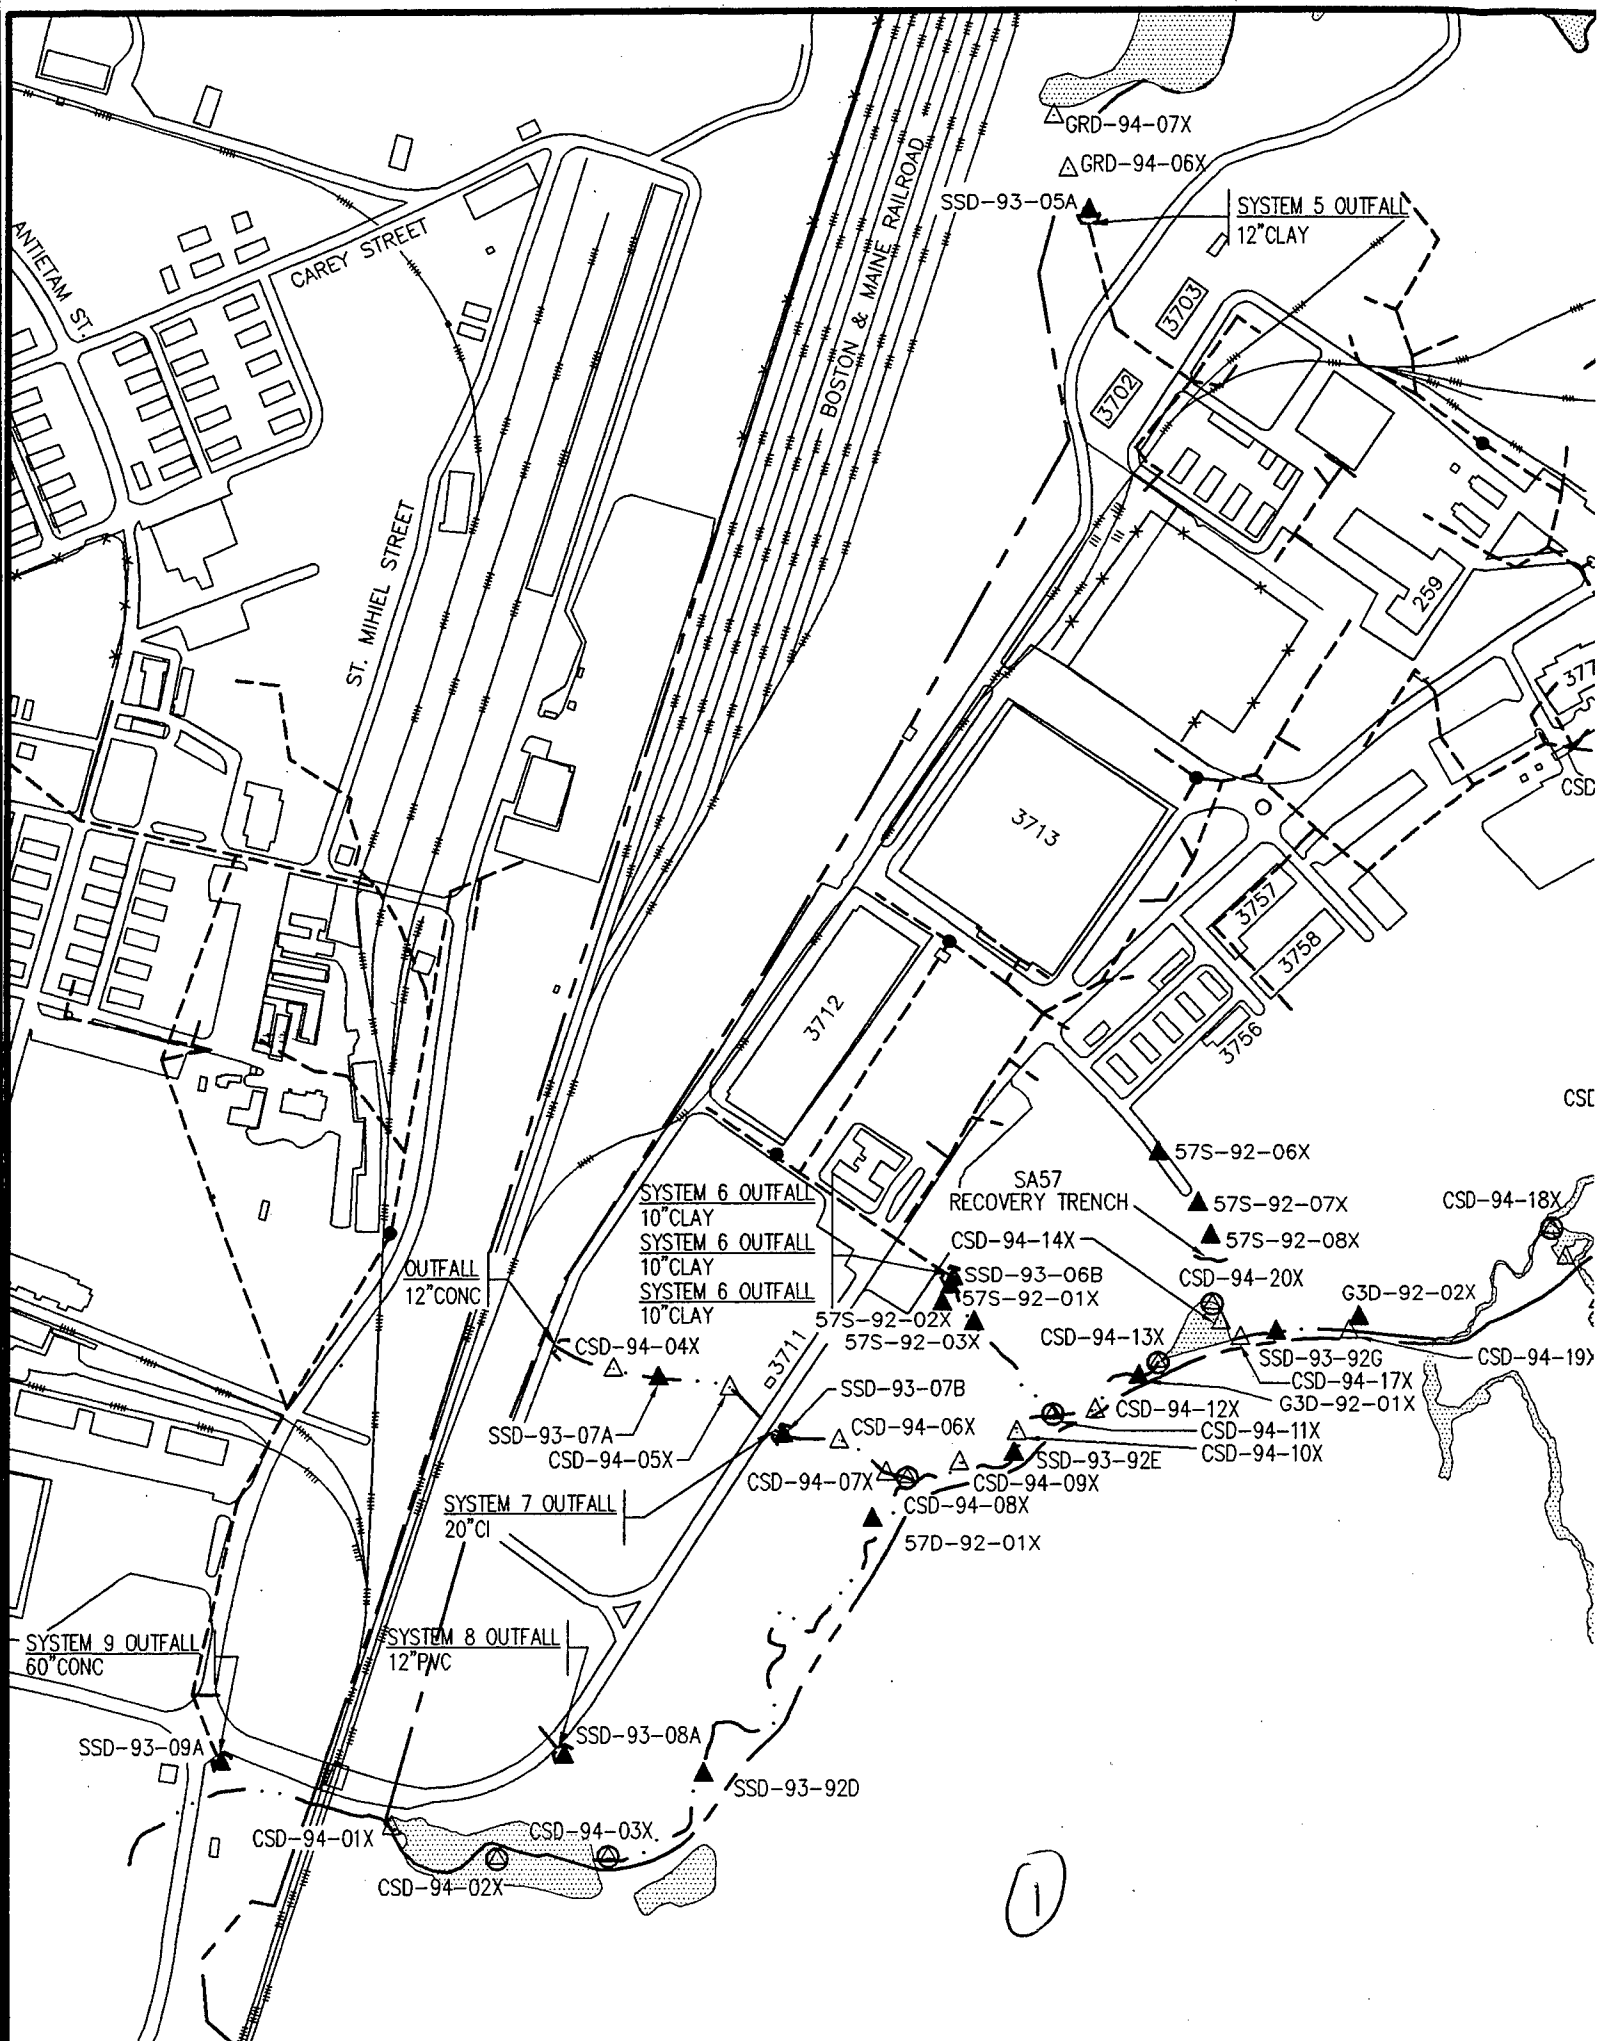 GRD-94-07X
GRD-94-06X
SSD-93-05A
SYSTEM 5 OUTFALL
12"CLAY
ANTIETAM ST.
CAREY STREET
BOSTON & MAINE RAILROAD
3703
3702
ST. MIHIEL STREET
259
377
CSD
3713
3757
3758
3712
3756
CSD
57S-92-06X
SA57
RECOVERY TRENCH
57S-92-07X
CSD-94-18X
SYSTEM 6 OUTFALL
10"CLAY
SYSTEM 6 OUTFALL
10"CLAY
SYSTEM 6 OUTFALL
10"CLAY
CSD-94-14X
57S-92-08X
OUTFALL
12"CONC
SSD-93-06B
CSD-94-20X
57S-92-01X
G3D-92-02X
57S-92-02X
57S-92-03X
CSD-94-13X
3711
CSD-94-04X
SSD-93-92G
CSD-94-19X
SSD-93-07B
CSD-94-17X
G3D-92-01X
CSD-94-12X
SSD-93-07A
CSD-94-06X
CSD-94-11X
CSD-94-05X
CSD-94-10X
SSD-93-92E
CSD-94-07X
CSD-94-09X
SYSTEM 7 OUTFALL
20"CI
CSD-94-08X
57D-92-01X
SYSTEM 9 OUTFALL
60"CONC
SYSTEM 8 OUTFALL
12"PVC
SSD-93-09A
SSD-93-08A
SSD-93-92D
CSD-94-01X
CSD-94-03X
CSD-94-02X
1